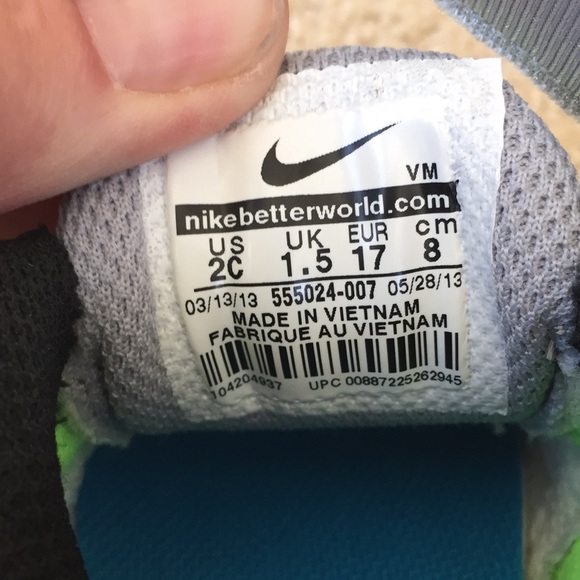 VM
nikebetterworld.com
US UK EUR cm
2C 1.5 17 8
03/13/13 555024-007 05/28/13
MADE IN VIETNAM
FABRIQUE AU VIETNAM
104204937 UPC 00887225262945